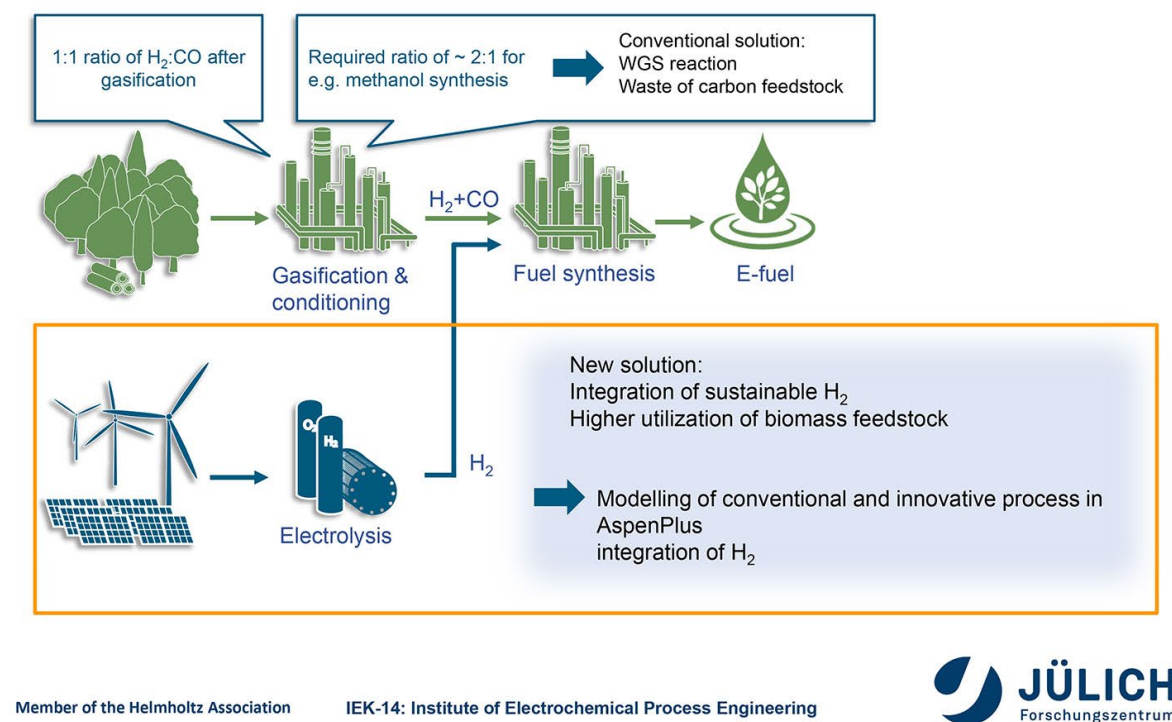 1:1 ratio of H₂:CO after
gasification
Required ratio of ~ 2:1 for
e.g. methanol synthesis
Conventional solution:
WGS reaction
Waste of carbon feedstock
H₂+CO
Gasification &
conditioning
Fuel synthesis
E-fuel
New solution:
Integration of sustainable H₂
Higher utilization of biomass feedstock
O₂
H₂
H₂
Electrolysis
Modelling of conventional and innovative process in
AspenPlus
integration of H₂
Member of the Helmholtz Association
IEK-14: Institute of Electrochemical Process Engineering
JÜLICH
Forschungszentrum